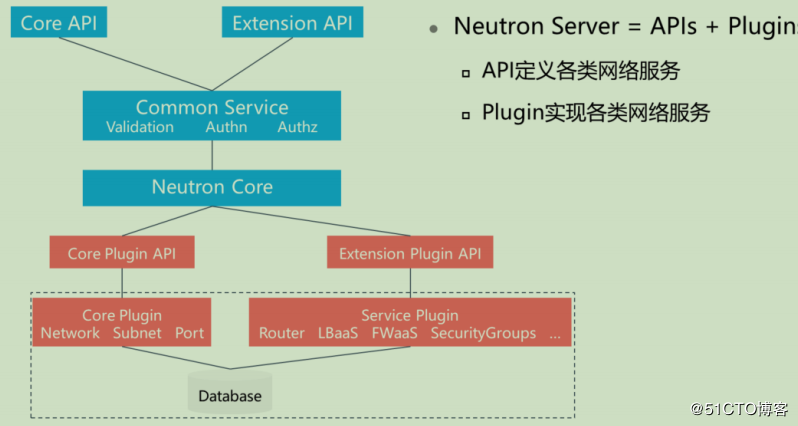 Core API
Extension API
Neutron Server = APIs + Plugins
API定义各类网络服务
Plugin实现各类网络服务
Common Service
Validation Authn Authz
Neutron Core
Core Plugin API
Extension Plugin API
Core Plugin
Network Subnet Port
Service Plugin
Router LBaaS FWaaS SecurityGroups ...
Database
@51CTO博客